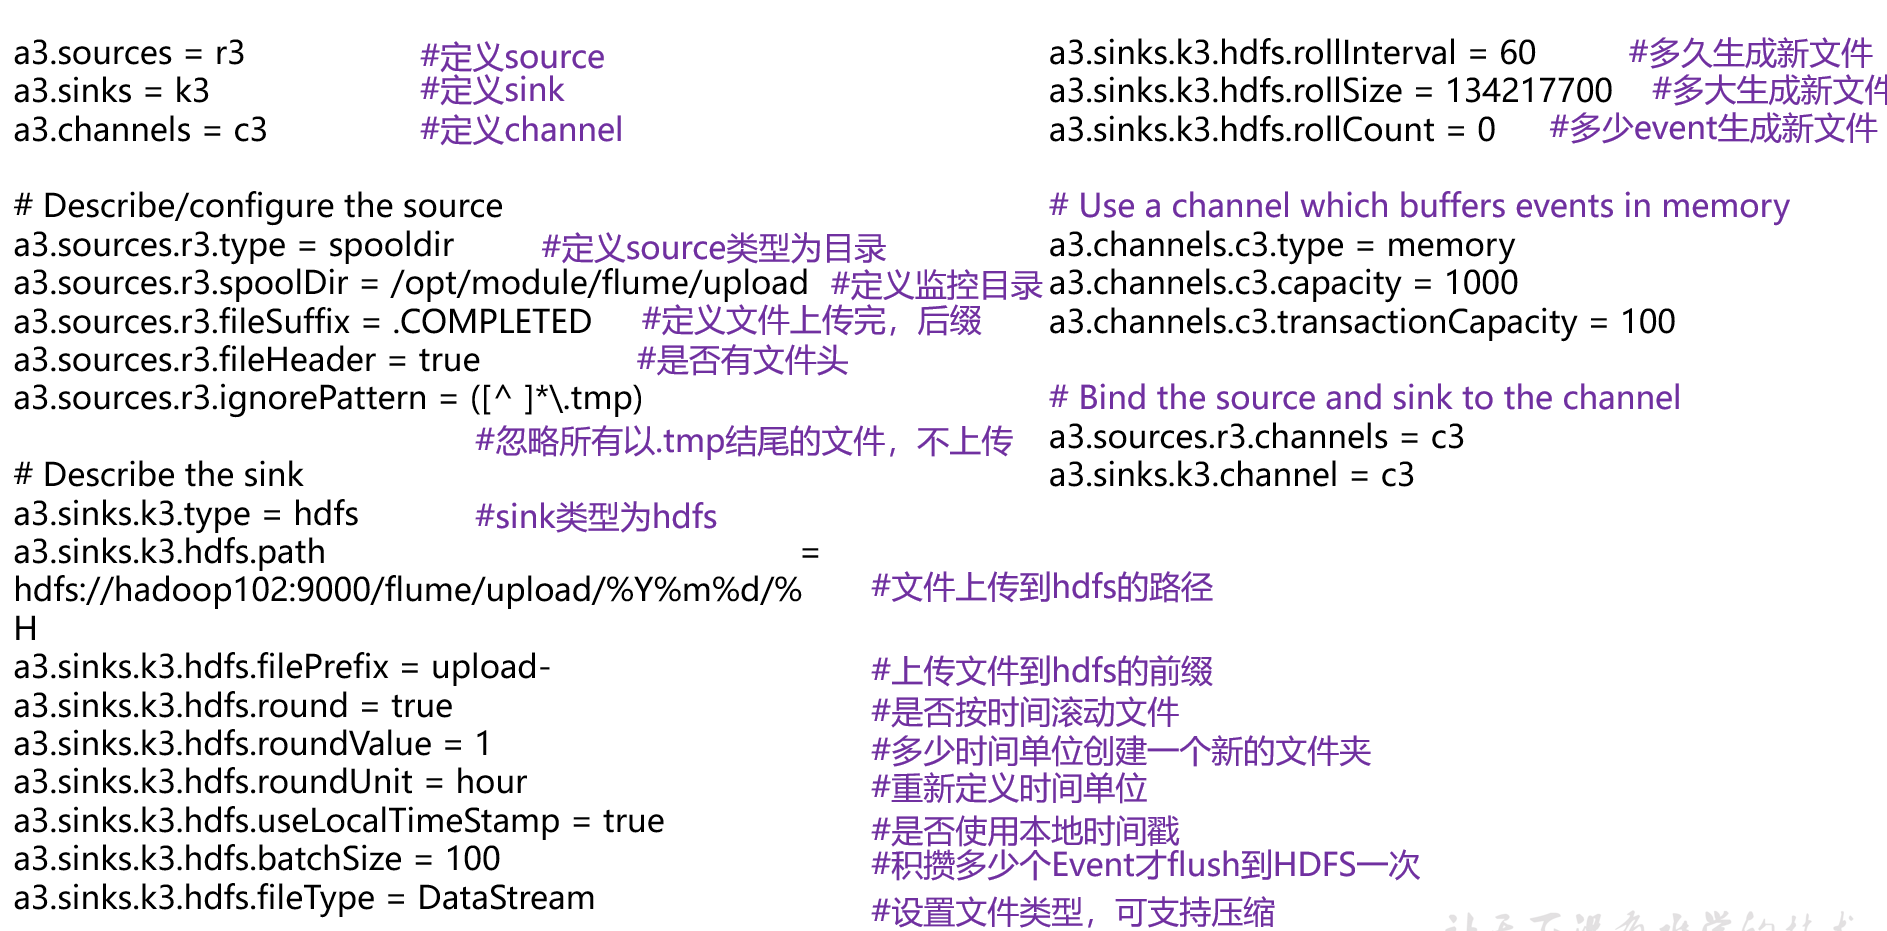 a3.sources = r3 #定义source
a3.sinks = k3 #定义sink
a3.channels = c3 #定义channel
# Describe/configure the source
a3.sources.r3.type = spooldir #定义source类型为目录
a3.sources.r3.spoolDir = /opt/module/flume/upload #定义监控目录
a3.sources.r3.fileSuffix = .COMPLETED #定义文件上传完，后缀
a3.sources.r3.fileHeader = true #是否有文件头
a3.sources.r3.ignorePattern = ([^ ]*\.tmp)
#忽略所有以.tmp结尾的文件，不上传
# Describe the sink
a3.sinks.k3.type = hdfs #sink类型为hdfs
a3.sinks.k3.hdfs.path =
hdfs://hadoop102:9000/flume/upload/%Y%m%d/% #文件上传到hdfs的路径
H
a3.sinks.k3.hdfs.filePrefix = upload- #上传文件到hdfs的前缀
a3.sinks.k3.hdfs.round = true #是否按时间滚动文件
a3.sinks.k3.hdfs.roundValue = 1 #多少时间单位创建一个新的文件夹
a3.sinks.k3.hdfs.roundUnit = hour #重新定义时间单位
a3.sinks.k3.hdfs.useLocalTimeStamp = true #是否使用本地时间戳
a3.sinks.k3.hdfs.batchSize = 100 #积攒多少个Event才flush到HDFS一次
a3.sinks.k3.hdfs.fileType = DataStream #设置文件类型，可支持压缩
a3.sinks.k3.hdfs.rollInterval = 60 #多久生成新文件
a3.sinks.k3.hdfs.rollSize = 134217700 #多大生成新文件
a3.sinks.k3.hdfs.rollCount = 0 #多少event生成新文件
# Use a channel which buffers events in memory
a3.channels.c3.type = memory
a3.channels.c3.capacity = 1000
a3.channels.c3.transactionCapacity = 100
# Bind the source and sink to the channel
a3.sources.r3.channels = c3
a3.sinks.k3.channel = c3